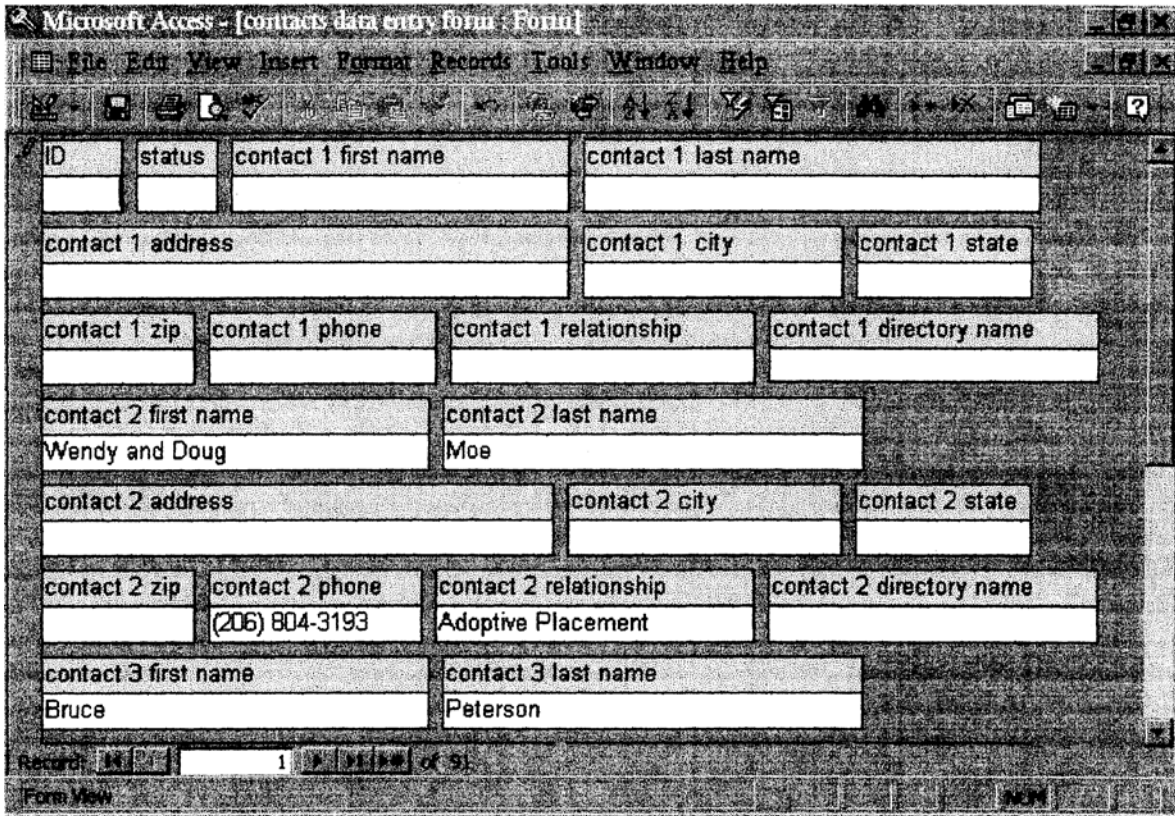 Microsoft Access - [contacts data entry form : Form]
File Edit View Insert Format Records Tools Window Help
ID status contact 1 first name contact 1 last name
contact 1 address contact 1 city contact 1 state
contact 1 zip contact 1 phone contact 1 relationship contact 1 directory name
contact 2 first name contact 2 last name
Wendy and Doug Moe
contact 2 address contact 2 city contact 2 state
contact 2 zip contact 2 phone contact 2 relationship contact 2 directory name
(206) 804-3193 Adoptive Placement
contact 3 first name contact 3 last name
Bruce Peterson
Record: 1 of 91
Form View NUM